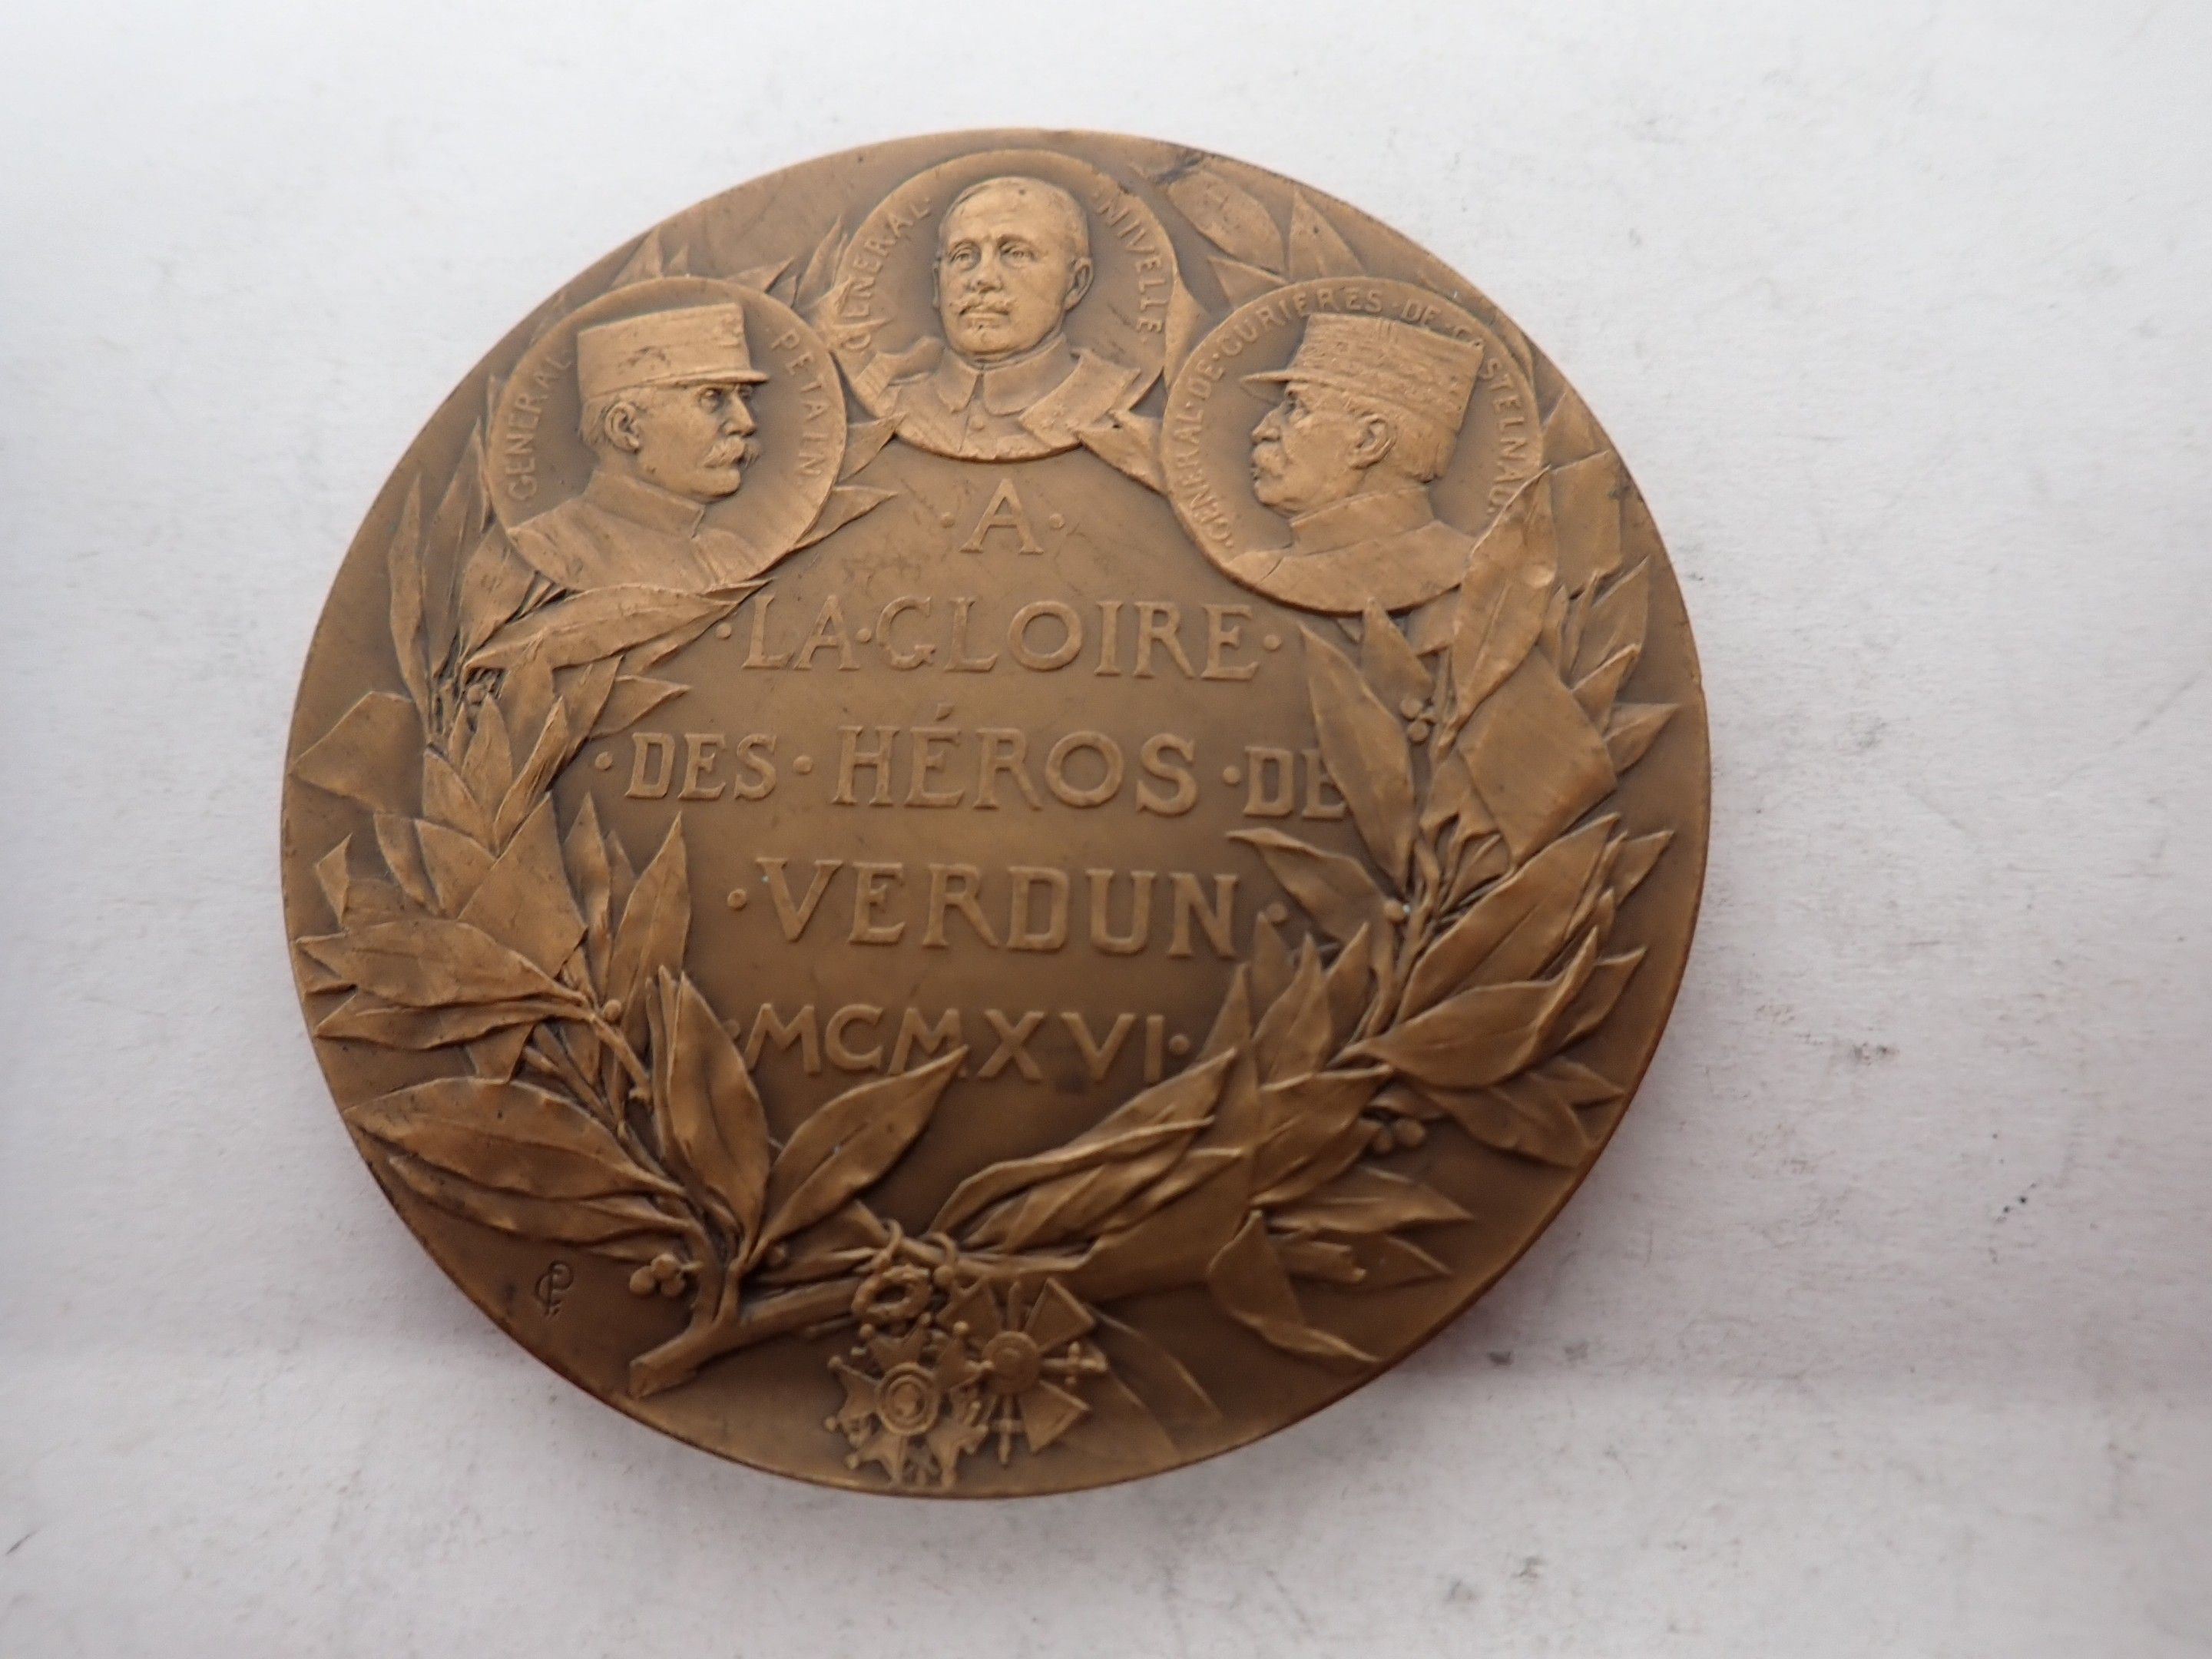 GENERAL · PETAIN
GENERAL · NIVELLE
· GENERAL · DE · CURIERES · DE · CASTELNAU
· A ·
· LA · GLOIRE ·
· DES · HÉROS · DE
· VERDUN ·
· MCMXVI ·